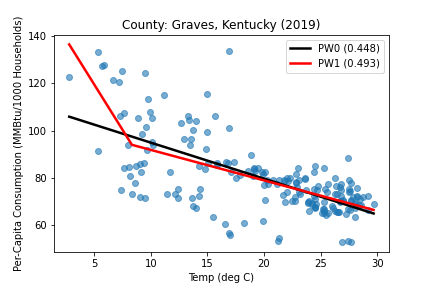 County: Graves, Kentucky (2019)
PW0 (0.448)
PW1 (0.493)
Per-Capita Consumption (MMBtu/1000 Households)
140
120
100
80
60
5 10 15 20 25 30
Temp (deg C)